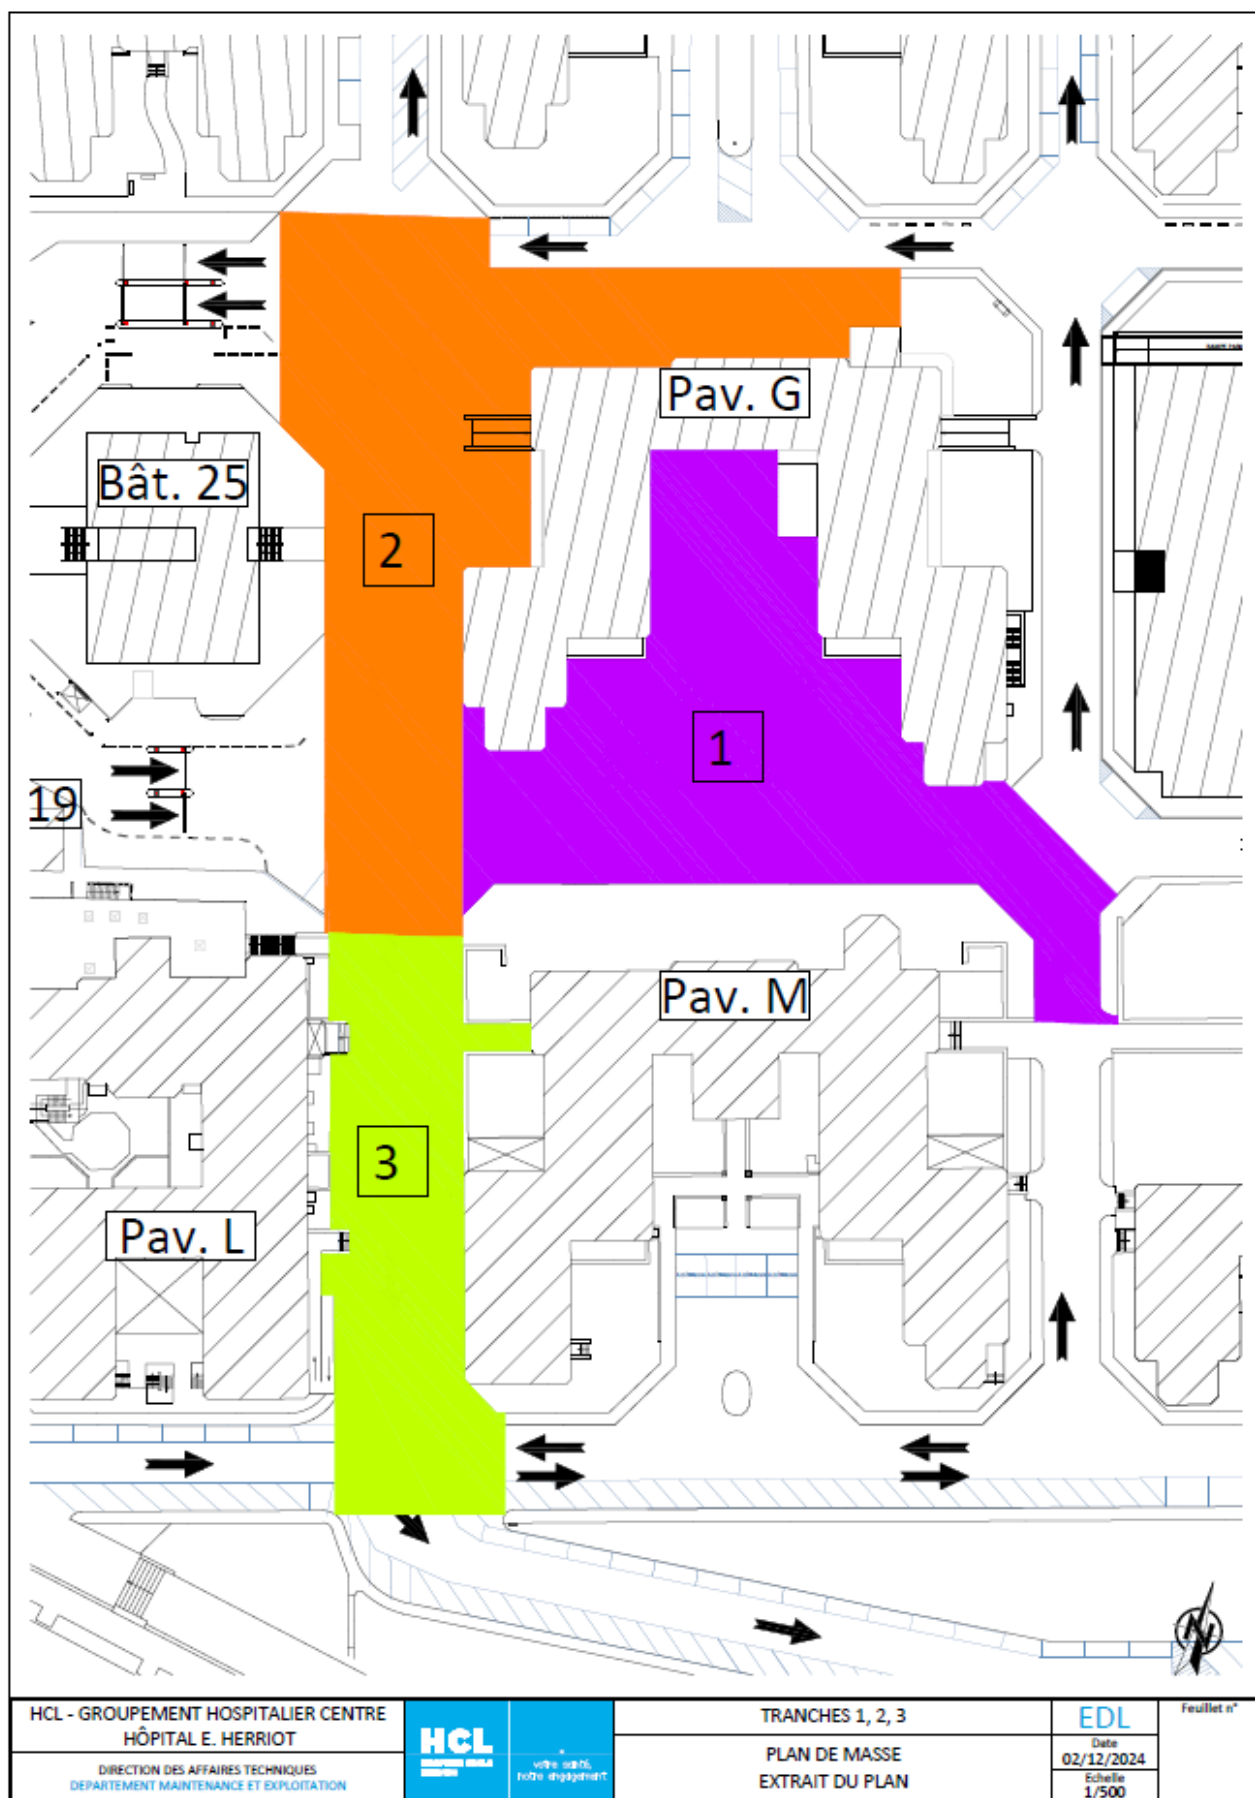 Pav. G
Bât. 25
2
1
19
Pav. M
3
Pav. L
N
HCL - GROUPEMENT HOSPITALIER CENTRE
HÔPITAL E. HERRIOT
DIRECTION DES AFFAIRES TECHNIQUES
DEPARTEMENT MAINTENANCE ET EXPLOITATION
HCL
votre santé,
notre engagement
TRANCHES 1, 2, 3
PLAN DE MASSE
EXTRAIT DU PLAN
EDL
Date
02/12/2024
Echelle
1/500
Feuillet n°